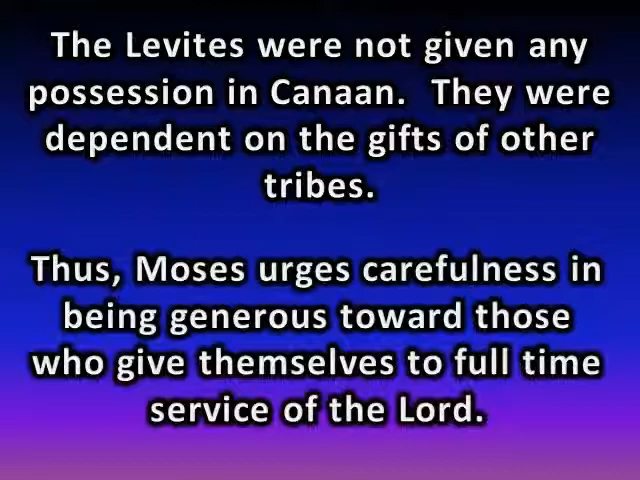 The Levites were not given any
possession in Canaan.  They were
dependent on the gifts of other
tribes.
Thus, Moses urges carefulness in
being generous toward those
who give themselves to full time
service of the Lord.